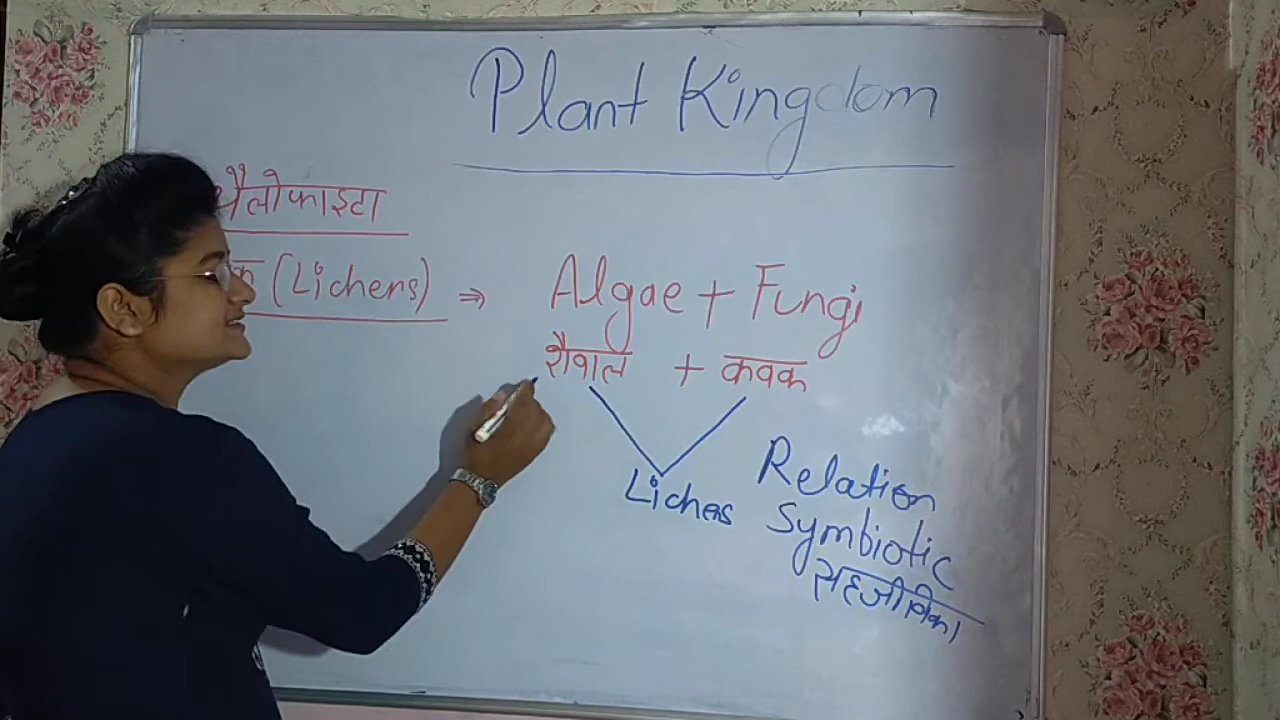 Plant Kingdom
थैलोफाइटा
क (Lichens) ⇒ Algae + Fungi
शैवाल + कवक
Lichens
Relation
Symbiotic
सहजीविका